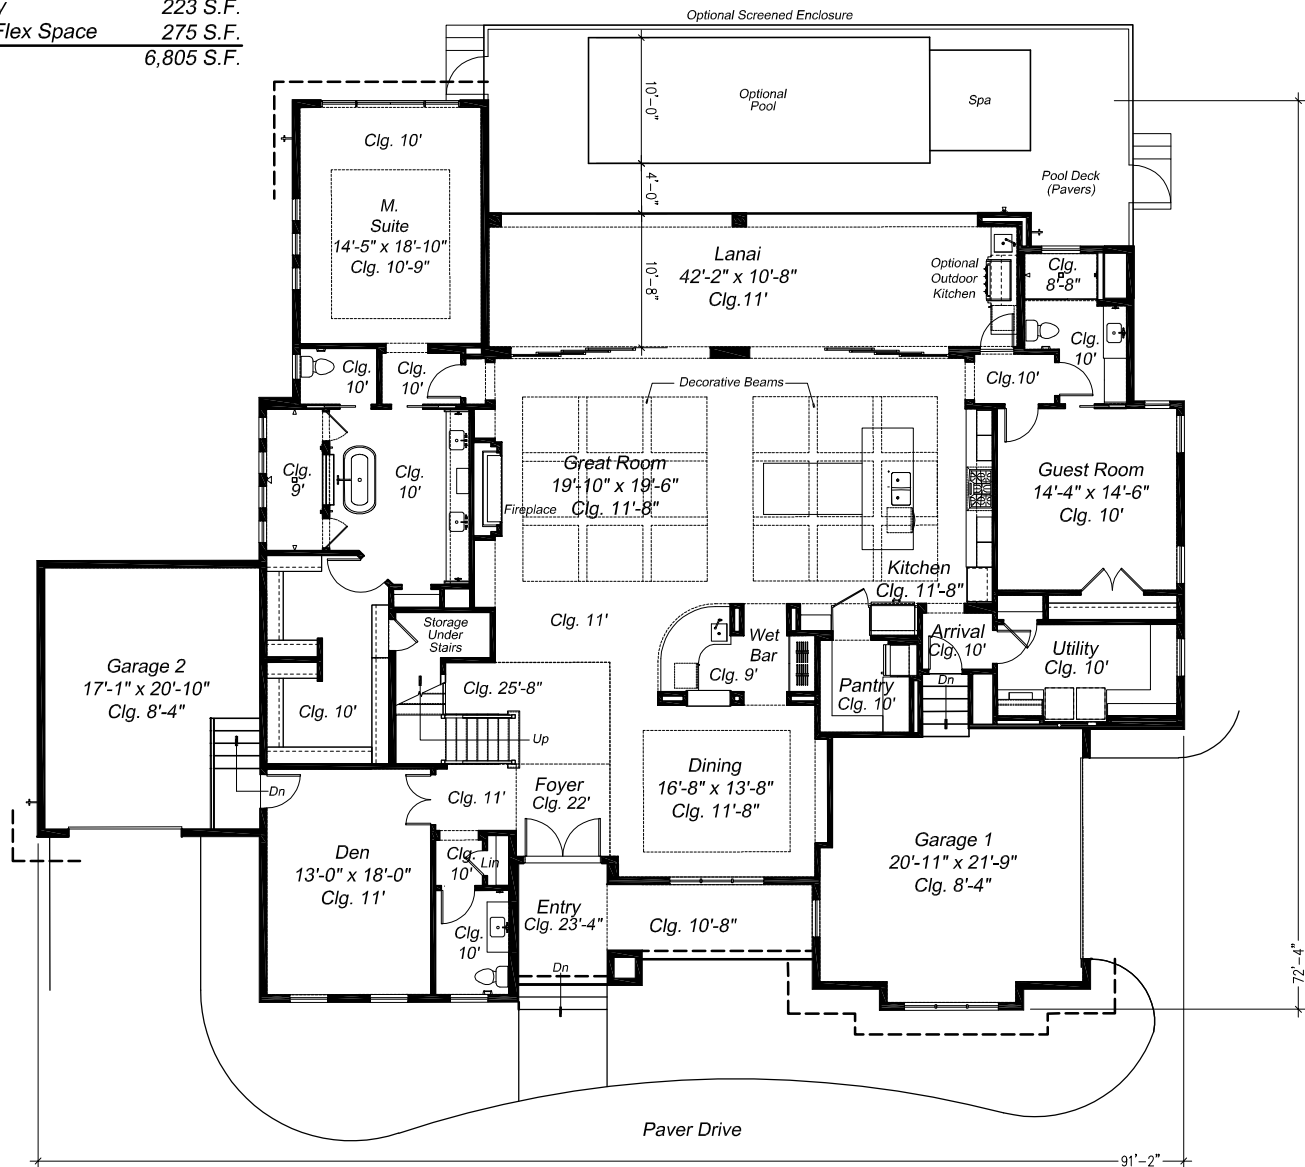 y 223 S.F.
Flex Space 275 S.F.
6,805 S.F.
Optional Screened Enclosure
10'-0"
Optional
Pool
Spa
4'-0"
Pool Deck
(Pavers)
Clg. 10'
M.
Suite
14'-5" x 18'-10"
Clg. 10'-9"
Lanai
42'-2" x 10'-8"
Clg.11'
10'-8"
Optional
Outdoor
Kitchen
Clg.
8'-8"
Clg.
10'
Clg.
10'
Clg.
10'
Clg.10'
Decorative Beams
Clg.
9'
Clg.
10'
Great Room
19'-10" x 19'-6"
Clg. 11'-8"
Fireplace
Guest Room
14'-4" x 14'-6"
Clg. 10'
Kitchen
Clg. 11'-8"
Clg. 11'
Storage
Under
Stairs
Wet
Bar
Clg. 9'
Arrival
Clg. 10'
Utility
Clg. 10'
Garage 2
17'-1" x 20'-10"
Clg. 8'-4"
Clg. 25'-8"
Pantry
Clg. 10'
Dn
Clg. 10'
Up
Dn
Clg. 11'
Foyer
Clg. 22'
Dining
16'-8" x 13'-8"
Clg. 11'-8"
Den
13'-0" x 18'-0"
Clg. 11'
Clg.
10'
Lin
Garage 1
20'-11" x 21'-9"
Clg. 8'-4"
Entry
Clg. 23'-4"
Clg. 10'-8"
Clg.
10'
Dn
72'-4"
Paver Drive
91'-2"